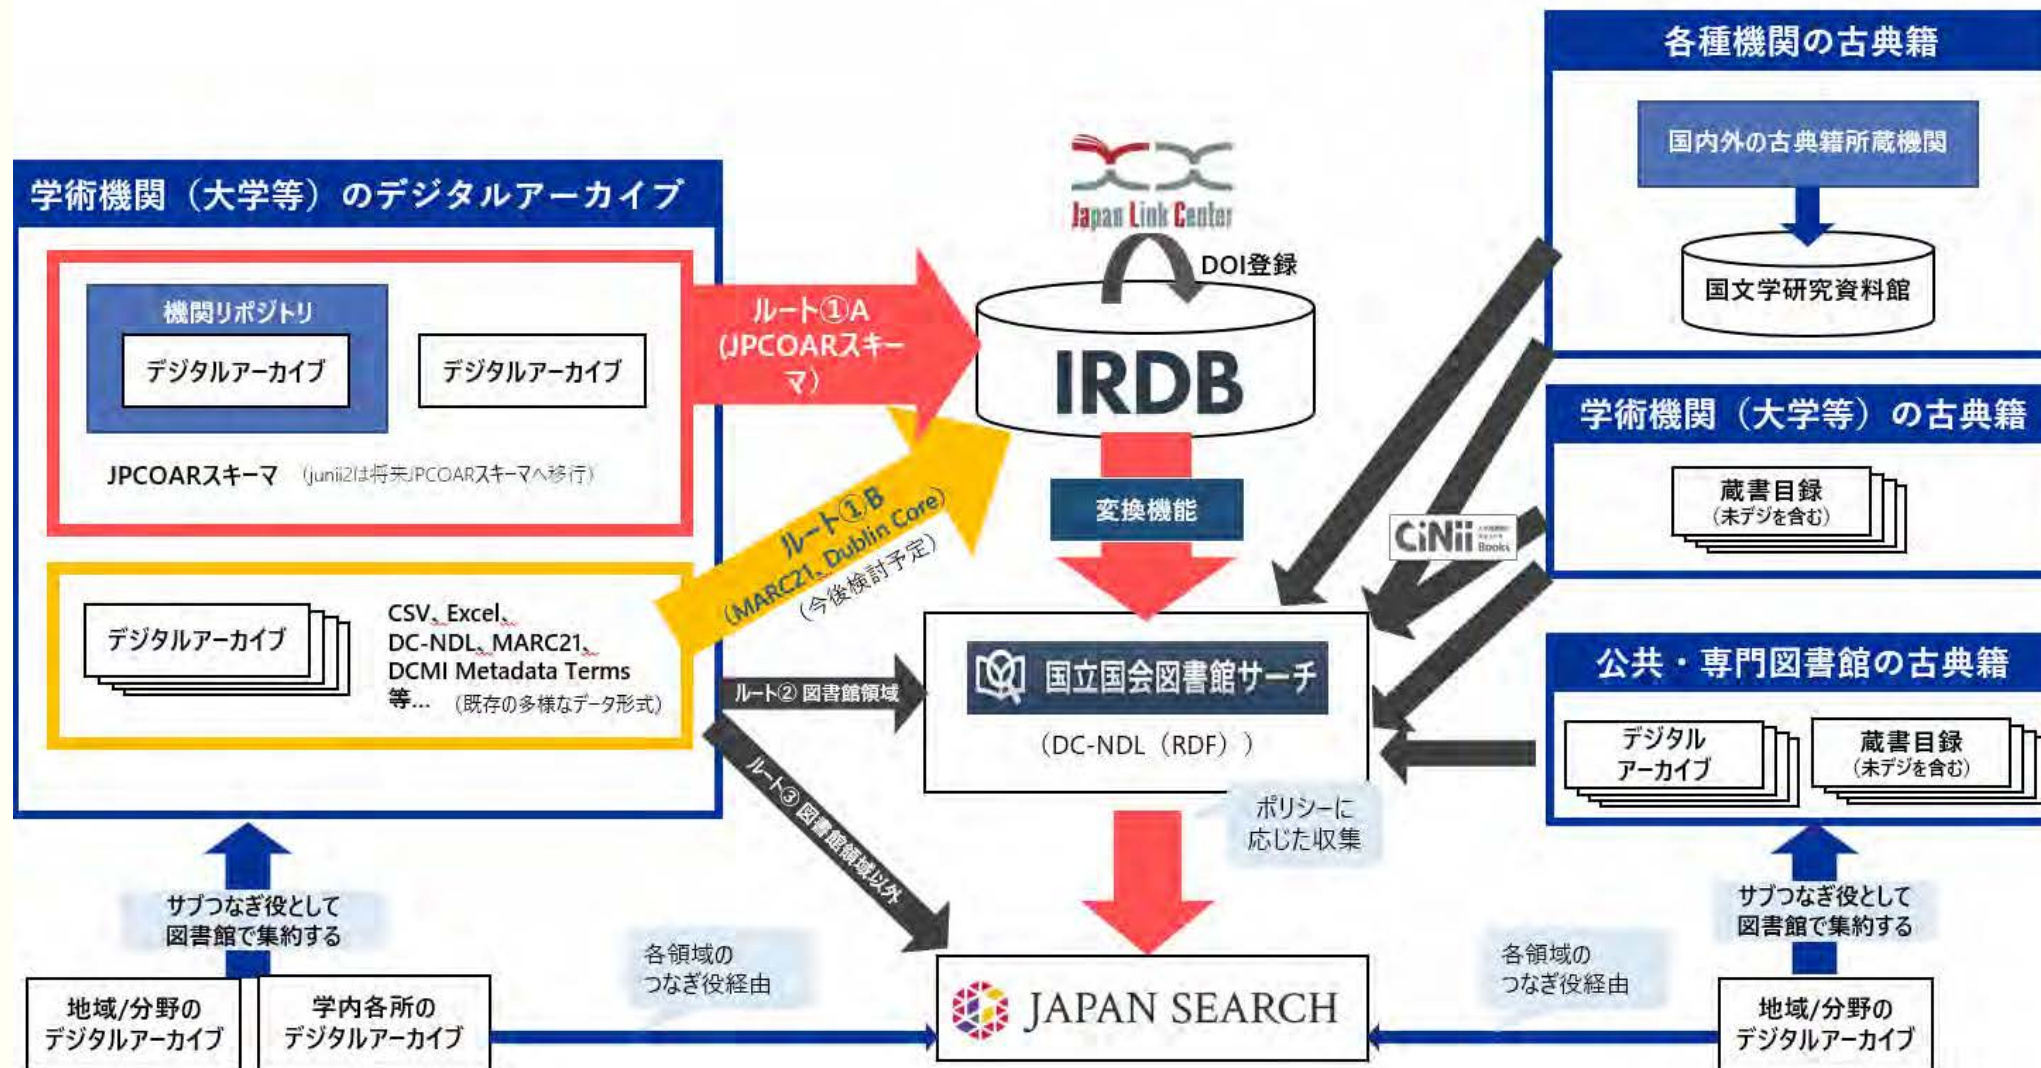 学術機関（大学等）のデジタルアーカイブ
機関リポジトリ
デジタルアーカイブ
デジタルアーカイブ
JPCOARスキーマ （junii2は将来JPCOARスキーマへ移行）
デジタルアーカイブ
CSV、Excel、
DC-NDL、MARC21、
DCMI Metadata Terms
等… （既存の多様なデータ形式）
サブつなぎ役として
図書館で集約する
地域/分野の
デジタルアーカイブ
学内各所の
デジタルアーカイブ
ルート①A
(JPCOARスキー
マ）
ルート①B
（MARC21、Dublin Core）
（今後検討予定）
ルート② 図書館領域
ルート③ 図書館領域以外
各領域の
つなぎ役経由
Japan Link Center
DOI登録
IRDB
変換機能
国立国会図書館サーチ
（DC-NDL（RDF））
ポリシーに
応じた収集
JAPAN SEARCH
各種機関の古典籍
国内外の古典籍所蔵機関
国文学研究資料館
学術機関（大学等）の古典籍
蔵書目録
（未デジを含む）
CiNii
Books
公共・専門図書館の古典籍
デジタル
アーカイブ
蔵書目録
（未デジを含む）
サブつなぎ役として
図書館で集約する
各領域の
つなぎ役経由
地域/分野の
デジタルアーカイブ